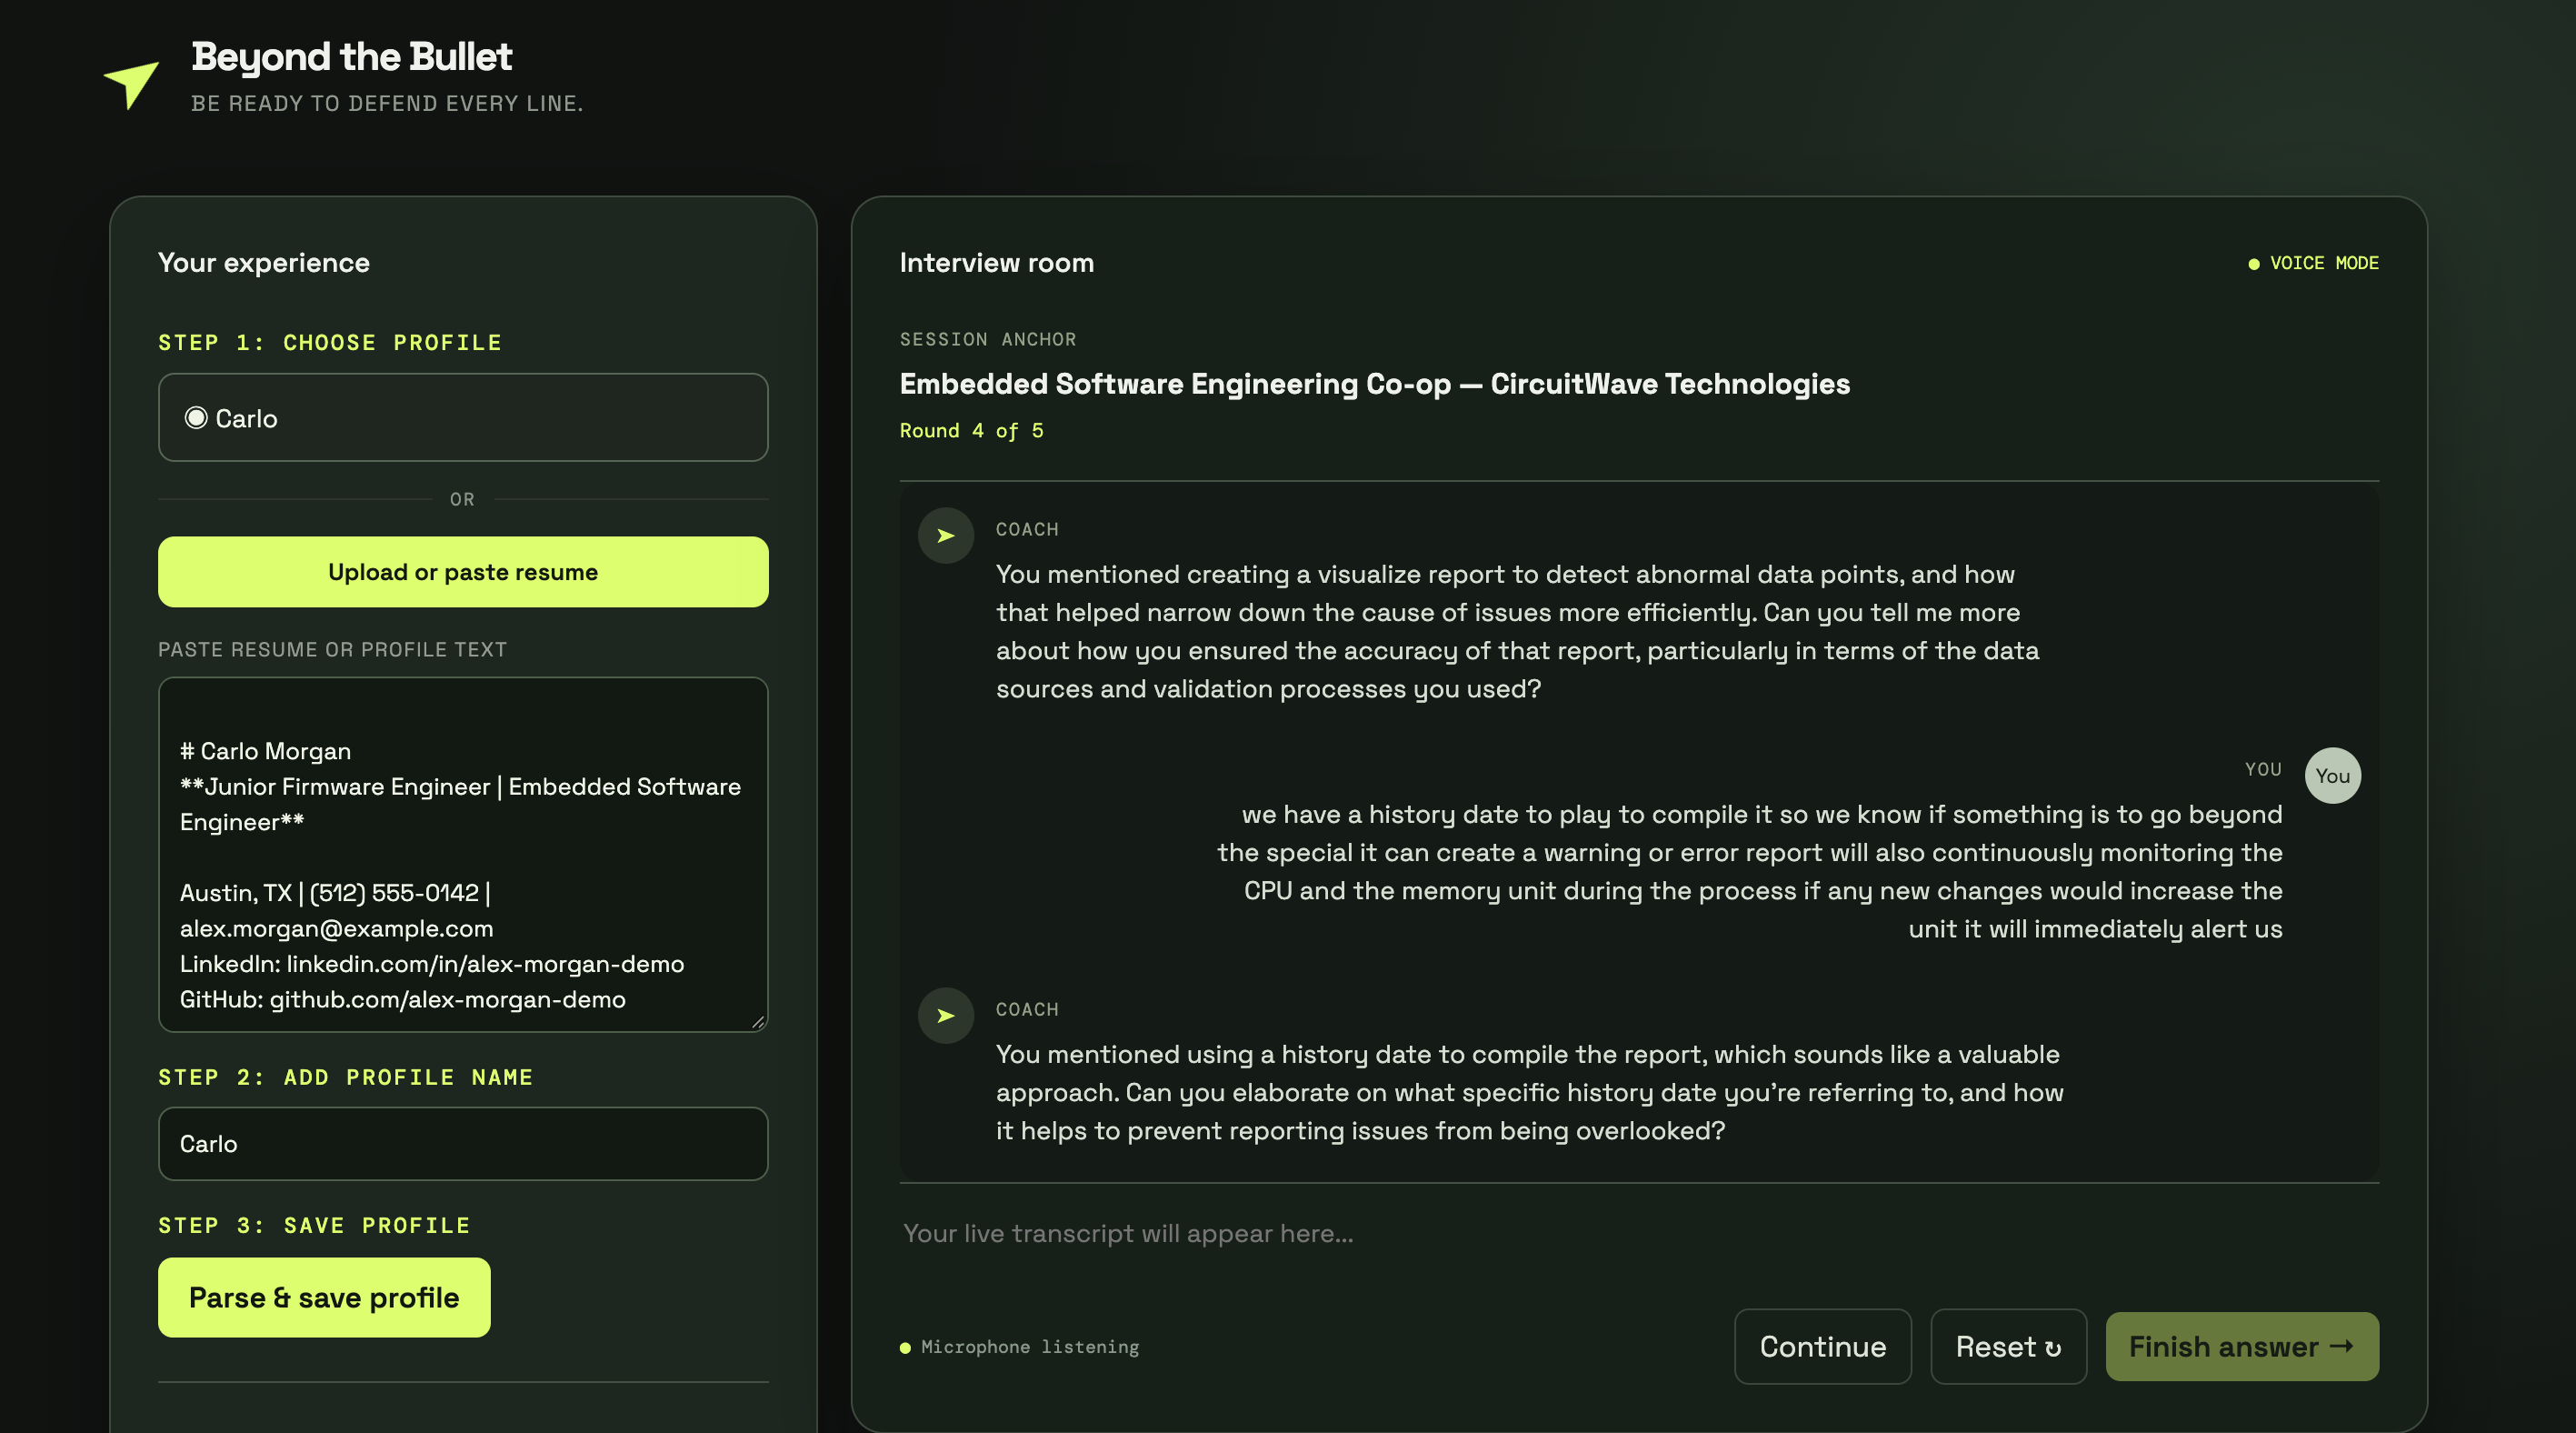 Beyond the Bullet
BE READY TO DEFEND EVERY LINE.
Your experience
STEP 1: CHOOSE PROFILE
Carlo
OR
Upload or paste resume
PASTE RESUME OR PROFILE TEXT
# Carlo Morgan
**Junior Firmware Engineer | Embedded Software
Engineer**
Austin, TX | (512) 555-0142 |
alex.morgan@example.com
LinkedIn: linkedin.com/in/alex-morgan-demo
GitHub: github.com/alex-morgan-demo
STEP 2: ADD PROFILE NAME
Carlo
STEP 3: SAVE PROFILE
Parse & save profile
Interview room
VOICE MODE
SESSION ANCHOR
Embedded Software Engineering Co-op — CircuitWave Technologies
Round 4 of 5
COACH
You mentioned creating a visualize report to detect abnormal data points, and how
that helped narrow down the cause of issues more efficiently. Can you tell me more
about how you ensured the accuracy of that report, particularly in terms of the data
sources and validation processes you used?
YOU
You
we have a history date to play to compile it so we know if something is to go beyond
the special it can create a warning or error report will also continuously monitoring the
CPU and the memory unit during the process if any new changes would increase the
unit it will immediately alert us
COACH
You mentioned using a history date to compile the report, which sounds like a valuable
approach. Can you elaborate on what specific history date you're referring to, and how
it helps to prevent reporting issues from being overlooked?
Your live transcript will appear here...
Microphone listening
Continue
Reset ↻
Finish answer →